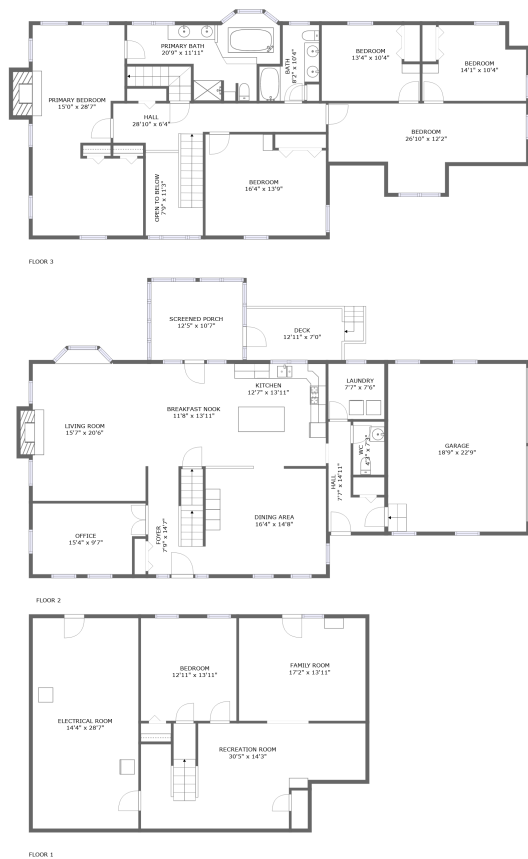 PRIMARY BATH
20'9" x 11'11"
BATH
8'2" x 10'4"
BEDROOM
13'4" x 10'4"
BEDROOM
14'1" x 10'4"
PRIMARY BEDROOM
15'0" x 28'7"
HALL
28'10" x 6'4"
BEDROOM
26'10" x 12'2"
OPEN TO BELOW
7'9" x 11'3"
BEDROOM
16'4" x 13'9"
FLOOR 3
SCREENED PORCH
12'5" x 10'7"
DECK
12'11" x 7'0"
KITCHEN
12'7" x 13'11"
LAUNDRY
7'7" x 7'6"
BREAKFAST NOOK
11'8" x 13'11"
LIVING ROOM
15'7" x 20'6"
WC
4'3" x 7'3"
GARAGE
18'9" x 22'9"
HALL
7'7" x 14'11"
DINING AREA
16'4" x 14'8"
OFFICE
15'4" x 9'7"
FOYER
7'9" x 14'7"
FLOOR 2
BEDROOM
12'11" x 13'11"
FAMILY ROOM
17'2" x 13'11"
ELECTRICAL ROOM
14'4" x 28'7"
RECREATION ROOM
30'5" x 14'3"
FLOOR 1